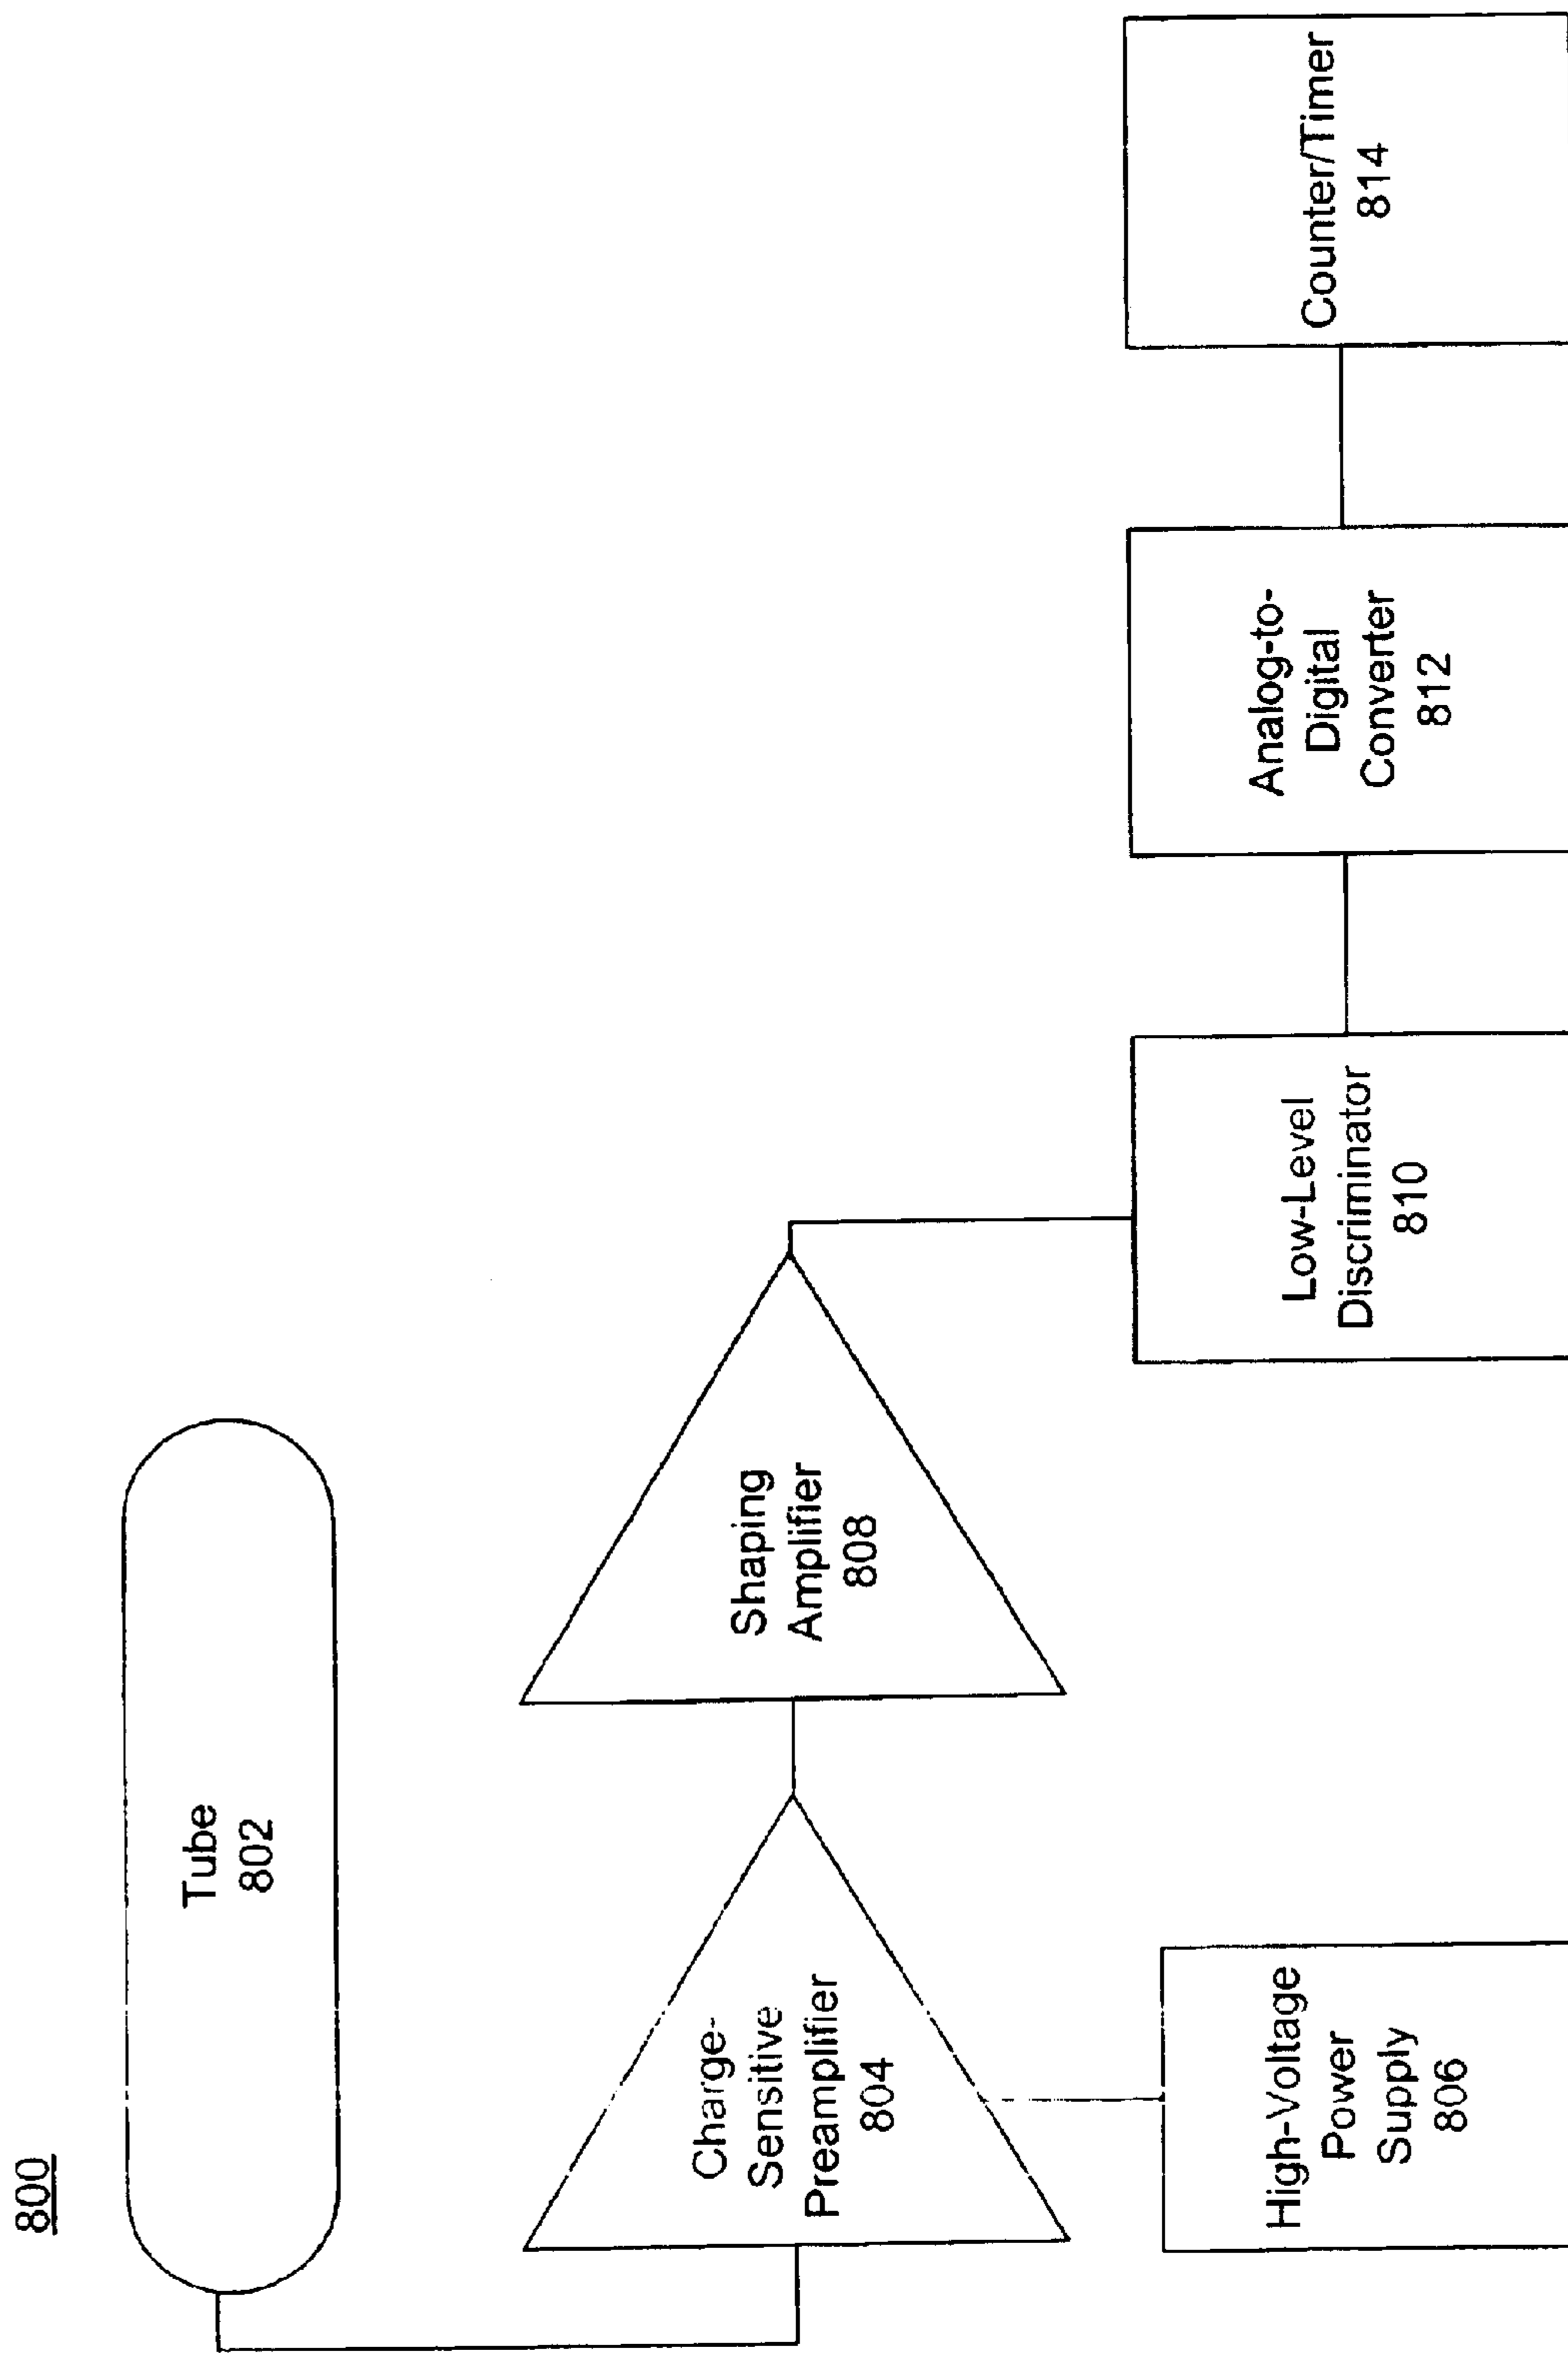 800
Tube
802
Charge-
Sensitive
Preamplifier
804
Shaping
Amplifier
808
High-Voltage
Power
Supply
806
Low-Level
Discriminator
810
Analog-to-
Digital
Converter
812
Counter/Timer
814